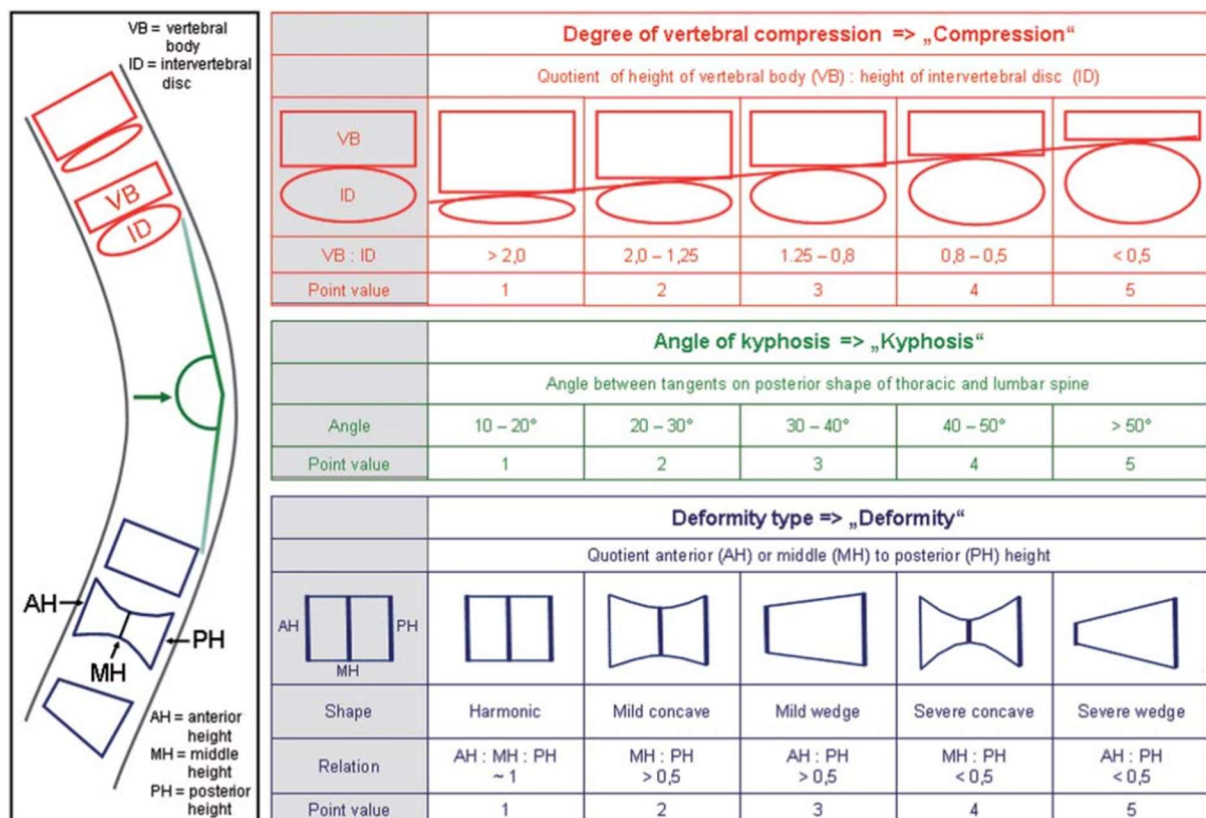 VB = vertebral
body
ID = intervertebral
disc
VB
ID
AH
PH
MH
AH = anterior
height
MH = middle
height
PH = posterior
height
Degree of vertebral compression => „Compression“
Quotient of height of vertebral body (VB) : height of intervertebral disc (ID)
VB
ID
VB : ID > 2,0 2,0 – 1,25 1.25 – 0,8 0,8 – 0,5 < 0,5
Point value 1 2 3 4 5
Angle of kyphosis => „Kyphosis“
Angle between tangents on posterior shape of thoracic and lumbar spine
Angle 10 – 20° 20 – 30° 30 – 40° 40 – 50° > 50°
Point value 1 2 3 4 5
Deformity type => „Deformity“
Quotient anterior (AH) or middle (MH) to posterior (PH) height
AH PH
MH
Shape Harmonic Mild concave Mild wedge Severe concave Severe wedge
Relation AH : MH : PH ~ 1 MH : PH > 0,5 AH : PH > 0,5 MH : PH < 0,5 AH : PH < 0,5
Point value 1 2 3 4 5